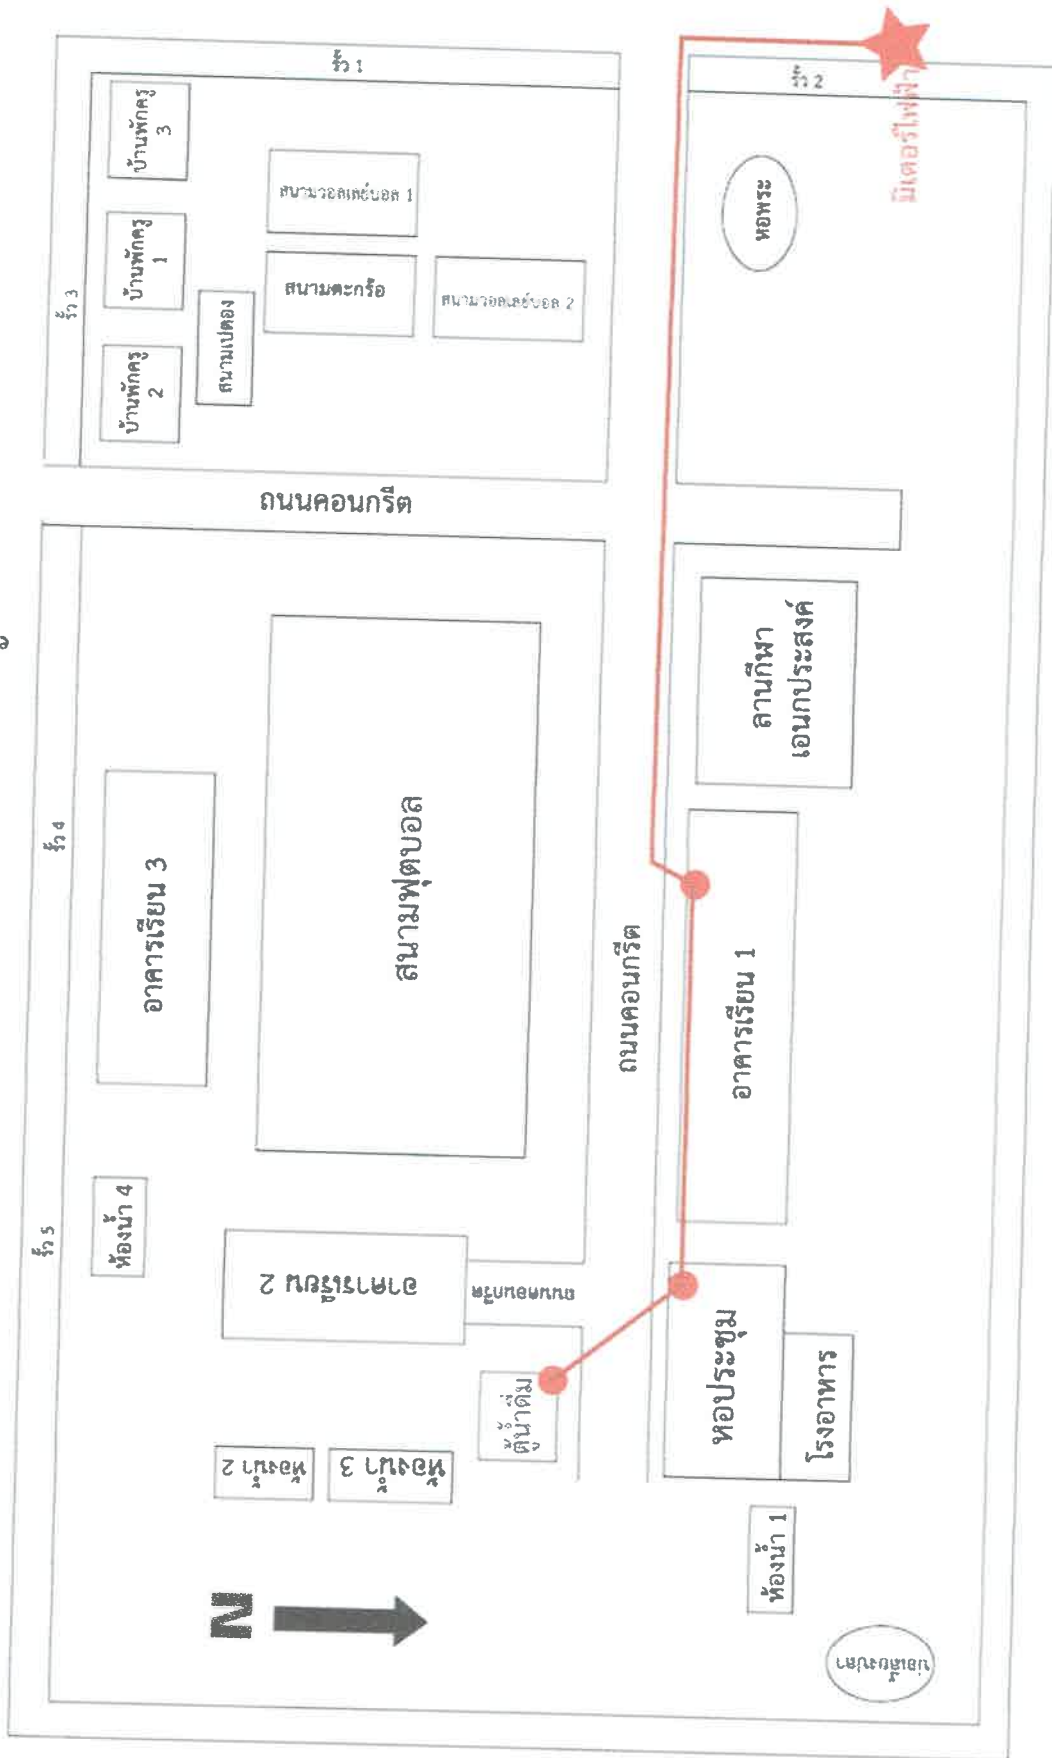 รั้ว 1
รั้ว 2
มิเตอร์ไฟฟ้า
บ้านพักครู
3
บ้านพักครู
1
บ้านพักครู
2
รั้ว 3
สนามวอลเลย์บอล 1
สนามตะกร้อ
สนามวอลเลย์บอล 2
สนามเปตอง
หอพระ
ถนนคอนกรีต
ลานกีฬา
เอนกประสงค์
รั้ว 4
อาคารเรียน 3
สนามฟุตบอล
ถนนคอนกรีต
อาคารเรียน 1
รั้ว 5
ห้องน้ำ 4
อาคารเรียน 2
ถนนคอนกรีต
หอประชุม
โรงอาหาร
ตู้น้ำดื่ม
ห้องน้ำ 2
ห้องน้ำ 3
ห้องน้ำ 1
N
บ่อเลี้ยงปลา